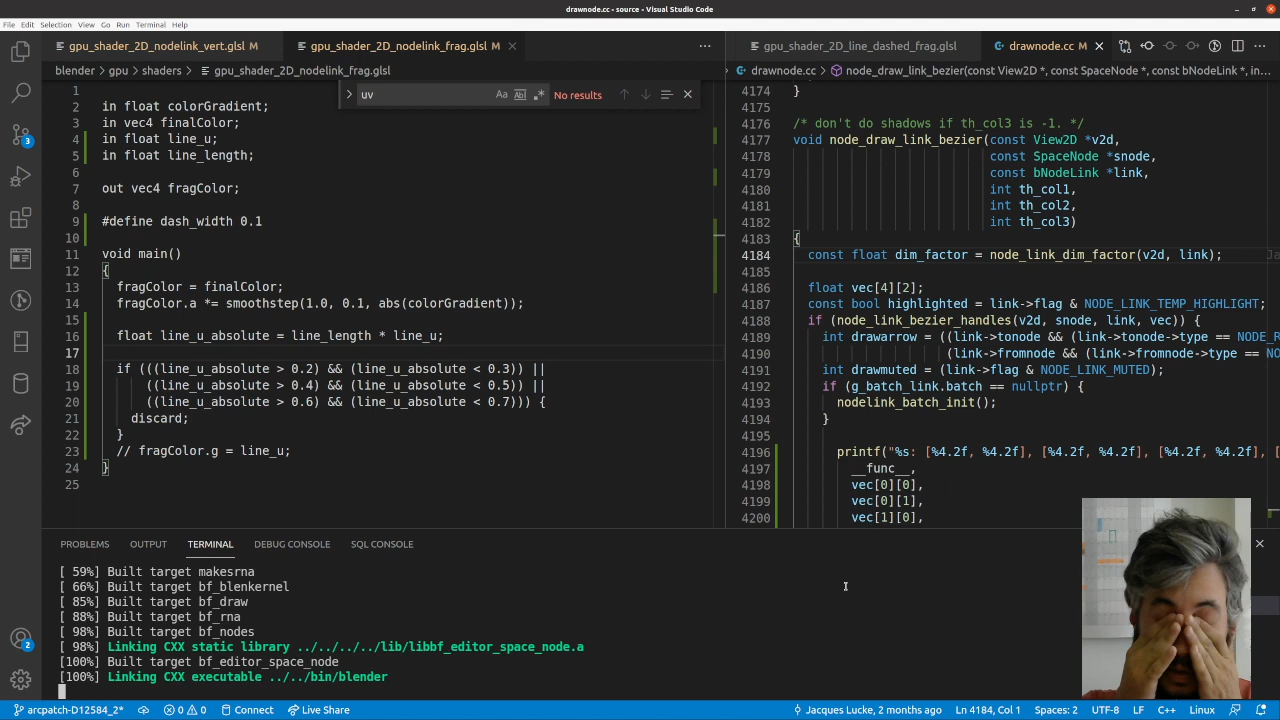 drawnode.cc - source - Visual Studio Code
File Edit Selection View Go Run Terminal Help
gpu_shader_2D_nodelink_vert.glsl M
gpu_shader_2D_nodelink_frag.glsl M
blender > gpu > shaders > gpu_shader_2D_nodelink_frag.glsl
uv
Aa
No results
1
2 in float colorGradient;
3 in vec4 finalColor;
4 in float line_u;
5 in float line_length;
6
7 out vec4 fragColor;
8
9 #define dash_width 0.1
10
11 void main()
12 {
13 fragColor = finalColor;
14 fragColor.a *= smoothstep(1.0, 0.1, abs(colorGradient));
15
16 float line_u_absolute = line_length * line_u;
17
18 if (((line_u_absolute > 0.2) && (line_u_absolute < 0.3)) ||
19 ((line_u_absolute > 0.4) && (line_u_absolute < 0.5)) ||
20 ((line_u_absolute > 0.6) && (line_u_absolute < 0.7))) {
21 discard;
22 }
23 // fragColor.g = line_u;
24 }
25
gpu_shader_2D_line_dashed_frag.glsl
drawnode.cc M
drawnode.cc > node_draw_link_bezier(const View2D *, const SpaceNode *, const bNodeLink *, in...
4174 }
4175
4176 /* don't do shadows if th_col3 is -1. */
4177 void node_draw_link_bezier(const View2D *v2d,
4178 const SpaceNode *snode,
4179 const bNodeLink *link,
4180 int th_col1,
4181 int th_col2,
4182 int th_col3)
4183 {
4184 const float dim_factor = node_link_dim_factor(v2d, link);
4185
4186 float vec[4][2];
4187 const bool highlighted = link->flag & NODE_LINK_TEMP_HIGHLIGHT;
4188 if (node_link_bezier_handles(v2d, snode, link, vec)) {
4189 int drawarrow = ((link->tonode && (link->tonode->type == NODE_R
4190 (link->fromnode && (link->fromnode->type == NO
4191 int drawmuted = (link->flag & NODE_LINK_MUTED);
4192 if (g_batch_link.batch == nullptr) {
4193 nodelink_batch_init();
4194 }
4195
4196 printf("%s: [%4.2f, %4.2f], [%4.2f, %4.2f], [%4.2f, %4.2f], [
4197 __func__,
4198 vec[0][0],
4199 vec[0][1],
4200 vec[1][0],
PROBLEMS OUTPUT TERMINAL DEBUG CONSOLE SQL CONSOLE
[ 59%] Built target makesrna
[ 66%] Built target bf_blenkernel
[ 85%] Built target bf_draw
[ 88%] Built target bf_rna
[ 98%] Built target bf_nodes
[ 98%] Linking CXX static library ../../../../lib/libbf_editor_space_node.a
[100%] Built target bf_editor_space_node
[100%] Linking CXX executable ../../bin/blender
3
2
arcpatch-D12584_2* 0 0 Connect Live Share Jacques Lucke, 2 months ago Ln 4184, Col 1 Spaces: 2 UTF-8 LF C++ Linux